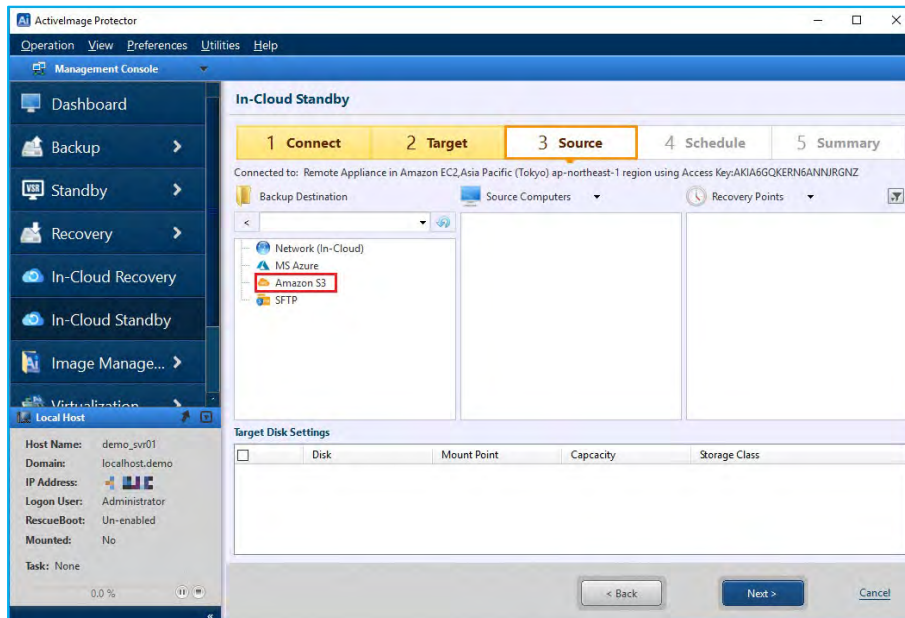 Ai ActiveImage Protector
Operation View Preferences Utilities Help
Management Console
Dashboard
Backup
VSR Standby
Recovery
In-Cloud Recovery
In-Cloud Standby
Image Manage...
Virtualization
Local Host
Host Name: demo_svr01
Domain: localhost.demo
IP Address:
Logon User: Administrator
RescueBoot: Un-enabled
Mounted: No
Task: None
0.0 %
In-Cloud Standby
1 Connect 2 Target 3 Source 4 Schedule 5 Summary
Connected to: Remote Appliance in Amazon EC2,Asia Pacific (Tokyo) ap-northeast-1 region using Access Key:AKIA6GQKERN6ANNJRGNZ
Backup Destination Source Computers Recovery Points
<
Network (In-Cloud)
MS Azure
Amazon S3
SFTP
Target Disk Settings
Disk Mount Point Capcacity Storage Class
< Back Next > Cancel